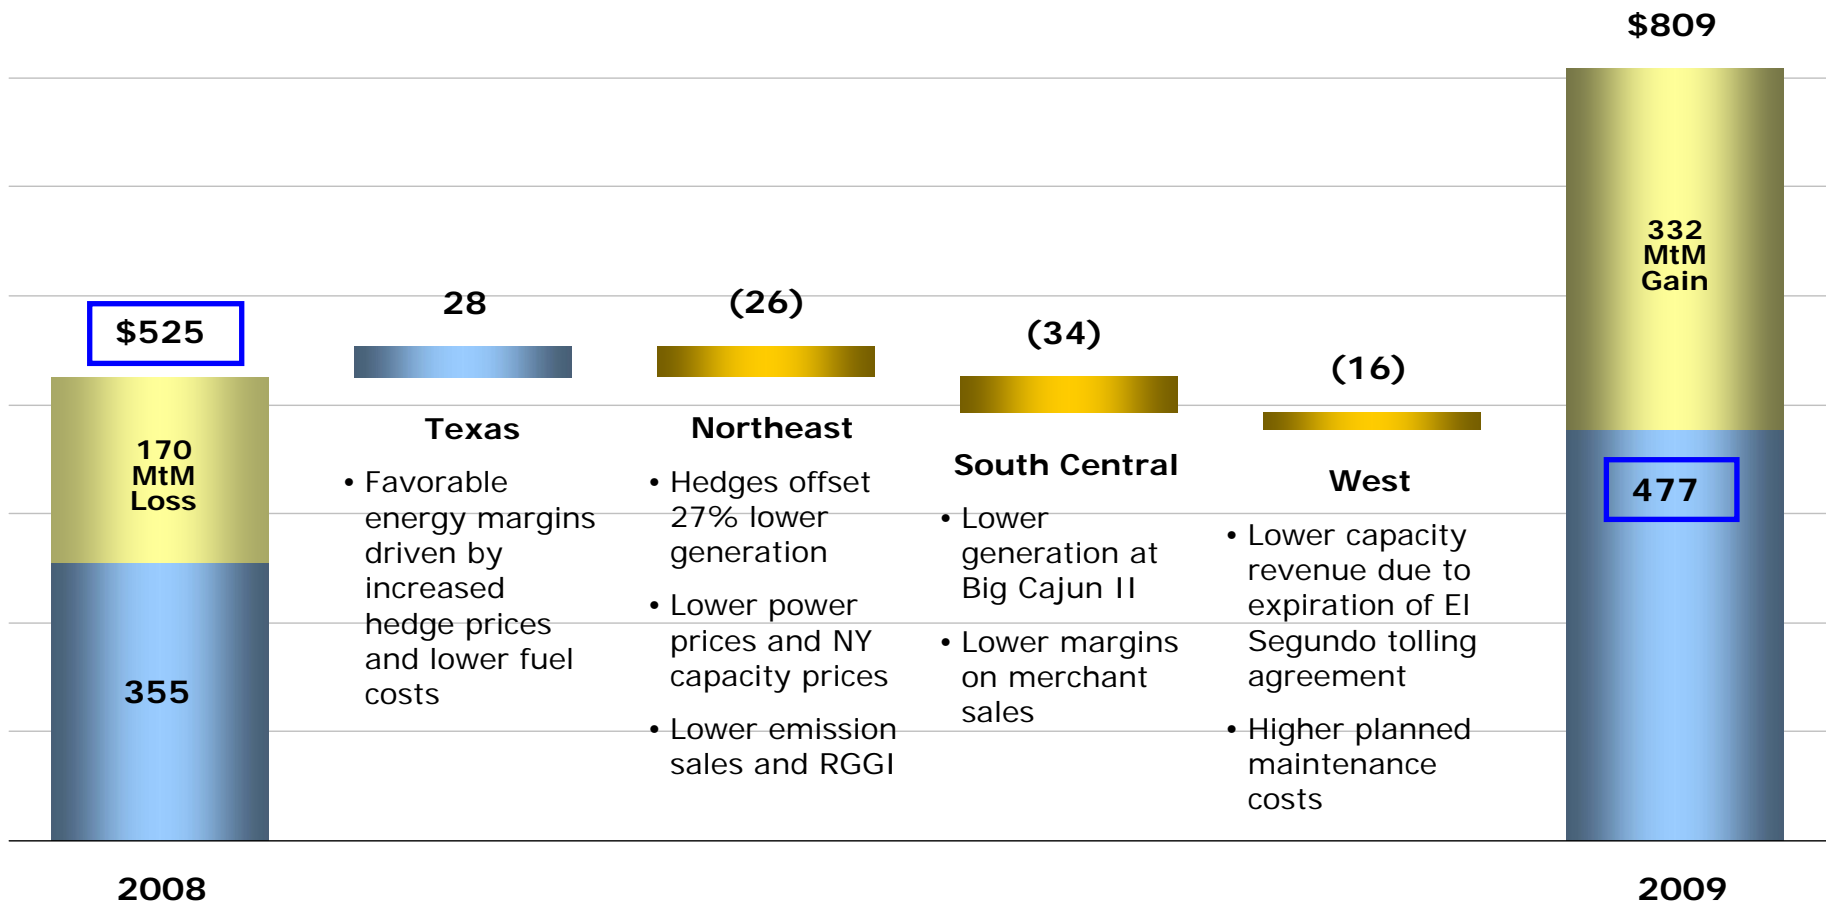 $809
332
MtM
Gain
$525
28
(26)
(34)
(16)
170
MtM
Loss
355
477
Texas
• Favorable
energy margins
driven by
increased
hedge prices
and lower fuel
costs
Northeast
• Hedges offset
27% lower
generation
• Lower power
prices and NY
capacity prices
• Lower emission
sales and RGGI
South Central
• Lower
generation at
Big Cajun II
• Lower margins
on merchant
sales
West
• Lower capacity
revenue due to
expiration of El
Segundo tolling
agreement
• Higher planned
maintenance
costs
2008
2009